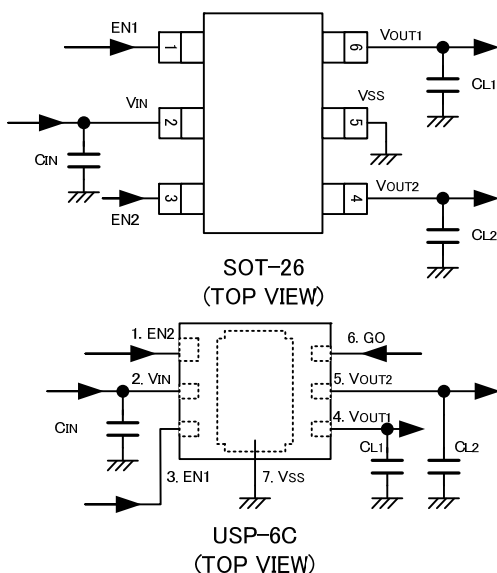 EN1
1
6
VOUT1
CL1
VIN
2
5
VSS
CIN
3
EN2
4
VOUT2
CL2
SOT-26
(TOP VIEW)
1. EN2
6. GO
2. VIN
5. VOUT2
4. VOUT1
CIN
CL1
CL2
3. EN1
7. VSS
USP-6C
(TOP VIEW)